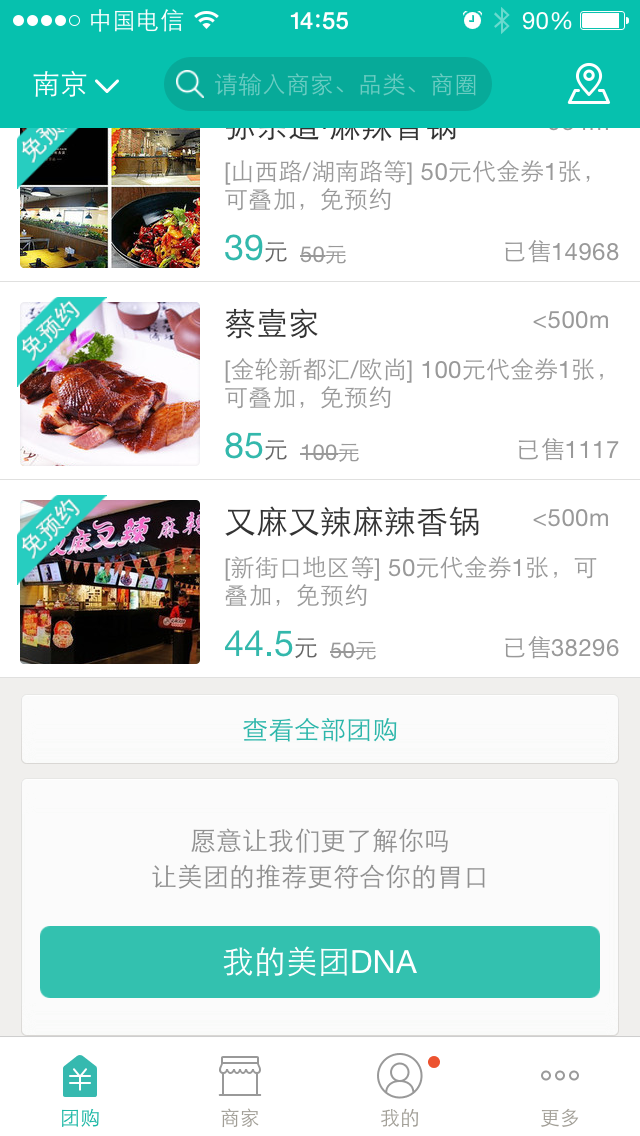 中国电信 14:55 90%
南京 请输入商家、品类、商圈
免预约
[山西路/湖南路等] 50元代金券1张，
可叠加，免预约
39元 50元 已售14968
免预约
蔡壹家 <500m
[金轮新都汇/欧尚] 100元代金券1张，
可叠加，免预约
85元 100元 已售1117
免预约
又麻又辣 麻辣
又麻又辣麻辣香锅 <500m
[新街口地区等] 50元代金券1张，可
叠加，免预约
44.5元 50元 已售38296
查看全部团购
愿意让我们更了解你吗
让美团的推荐更符合你的胃口
我的美团DNA
团购 商家 我的 更多